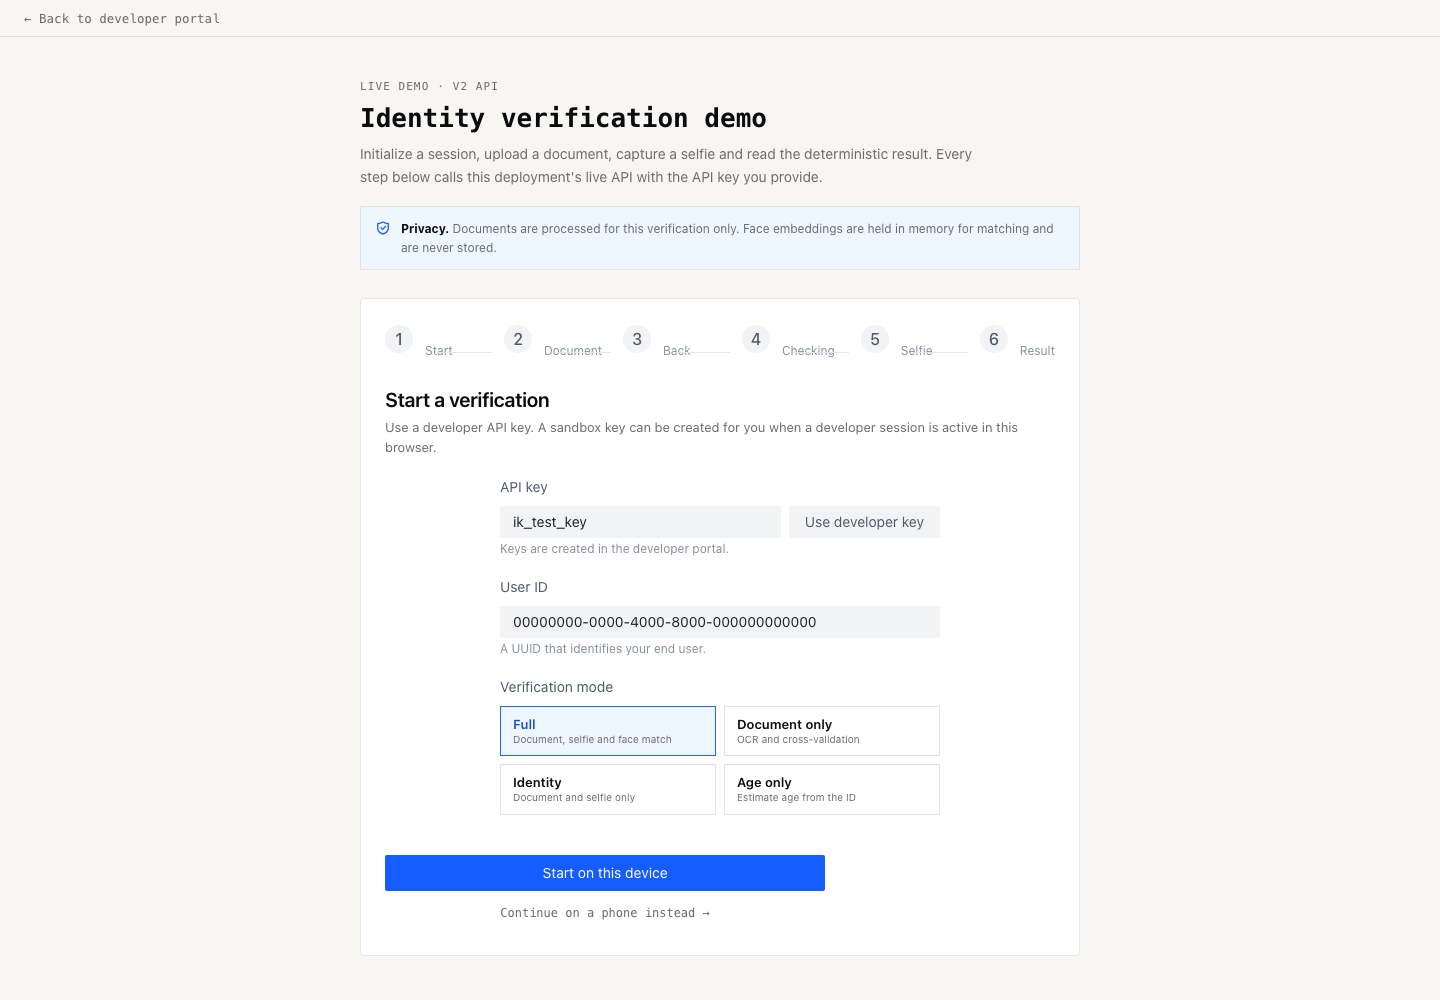 ← Back to developer portal
LIVE DEMO · V2 API
Identity verification demo
Initialize a session, upload a document, capture a selfie and read the deterministic result. Every
step below calls this deployment's live API with the API key you provide.
Privacy. Documents are processed for this verification only. Face embeddings are held in memory for matching and
are never stored.
1 Start 2 Document 3 Back 4 Checking 5 Selfie 6 Result
Start a verification
Use a developer API key. A sandbox key can be created for you when a developer session is active in this
browser.
API key
ik_test_key Use developer key
Keys are created in the developer portal.
User ID
00000000-0000-4000-8000-000000000000
A UUID that identifies your end user.
Verification mode
Full Document only
Document, selfie and face match OCR and cross-validation
Identity Age only
Document and selfie only Estimate age from the ID
Start on this device
Continue on a phone instead →